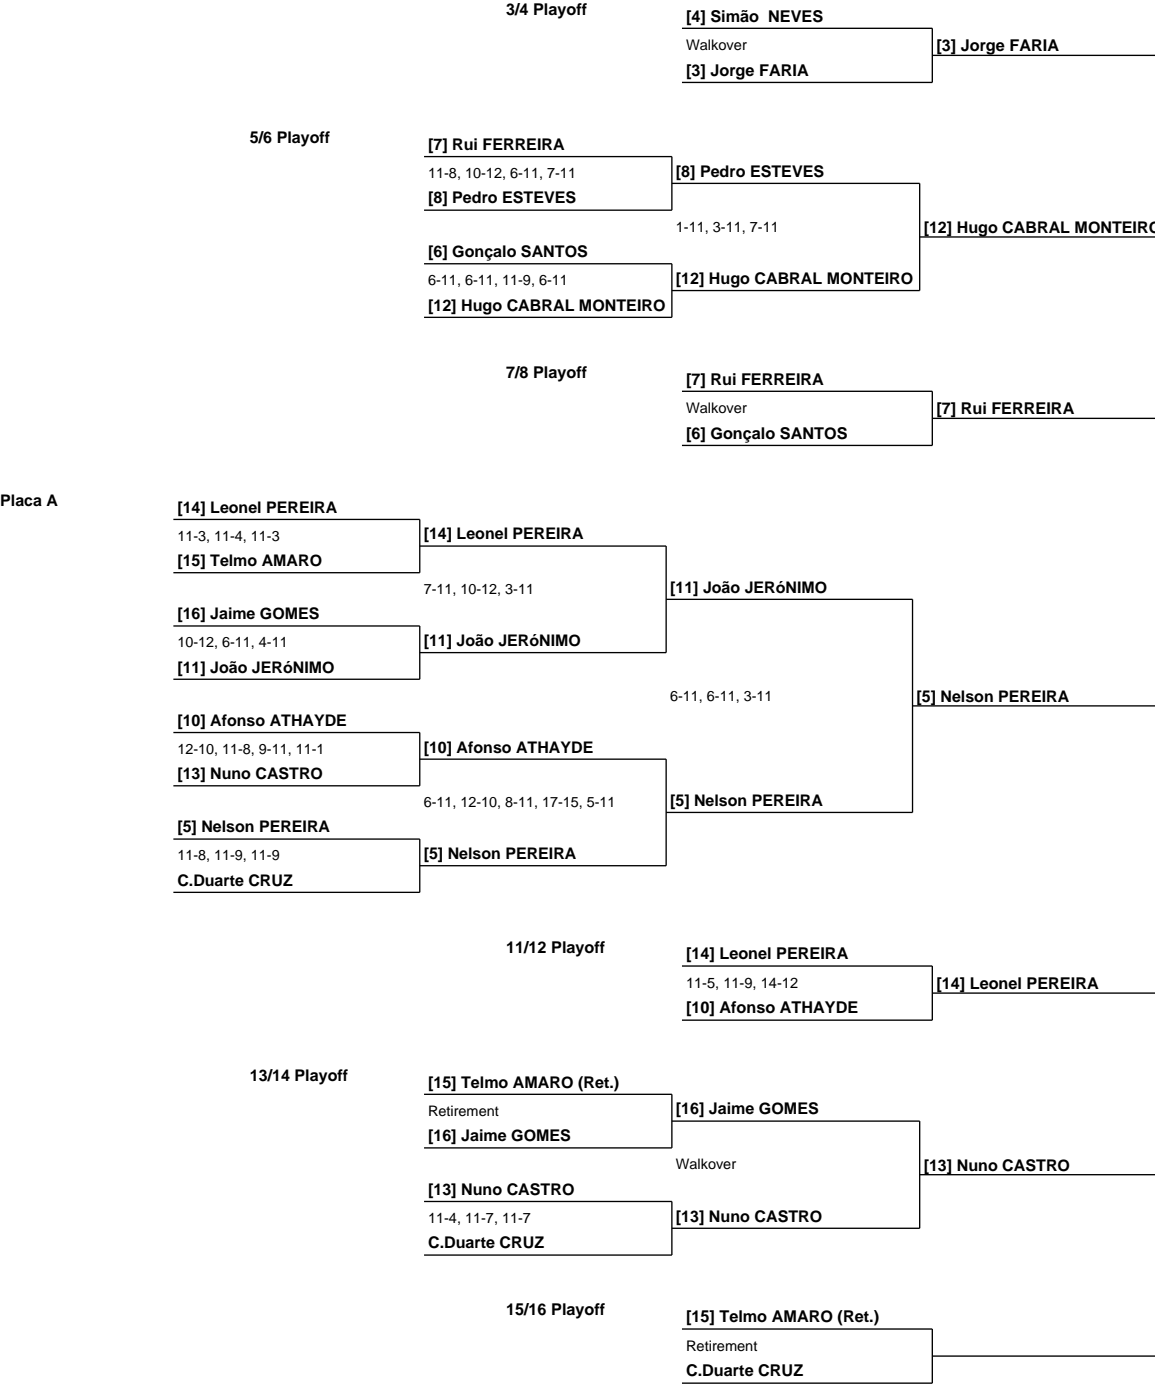 3/4 Playoff
[4] Simão  NEVES
Walkover
[3] Jorge FARIA
[3] Jorge FARIA
5/6 Playoff
[7] Rui FERREIRA
11-8, 10-12, 6-11, 7-11
[8] Pedro ESTEVES
[8] Pedro ESTEVES
1-11, 3-11, 7-11
[12] Hugo CABRAL MONTEIRO
[6] Gonçalo SANTOS
6-11, 6-11, 11-9, 6-11
[12] Hugo CABRAL MONTEIRO
[12] Hugo CABRAL MONTEIRO
7/8 Playoff
[7] Rui FERREIRA
Walkover
[7] Rui FERREIRA
[6] Gonçalo SANTOS
Placa A
[14] Leonel PEREIRA
11-3, 11-4, 11-3
[14] Leonel PEREIRA
[15] Telmo AMARO
7-11, 10-12, 3-11
[11] João JERóNIMO
[16] Jaime GOMES
10-12, 6-11, 4-11
[11] João JERóNIMO
[11] João JERóNIMO
6-11, 6-11, 3-11
[5] Nelson PEREIRA
[10] Afonso ATHAYDE
12-10, 11-8, 9-11, 11-1
[10] Afonso ATHAYDE
[13] Nuno CASTRO
6-11, 12-10, 8-11, 17-15, 5-11
[5] Nelson PEREIRA
[5] Nelson PEREIRA
11-8, 11-9, 11-9
[5] Nelson PEREIRA
C.Duarte CRUZ
11/12 Playoff
[14] Leonel PEREIRA
11-5, 11-9, 14-12
[14] Leonel PEREIRA
[10] Afonso ATHAYDE
13/14 Playoff
[15] Telmo AMARO (Ret.)
Retirement
[16] Jaime GOMES
[16] Jaime GOMES
Walkover
[13] Nuno CASTRO
[13] Nuno CASTRO
11-4, 11-7, 11-7
[13] Nuno CASTRO
C.Duarte CRUZ
15/16 Playoff
[15] Telmo AMARO (Ret.)
Retirement
C.Duarte CRUZ